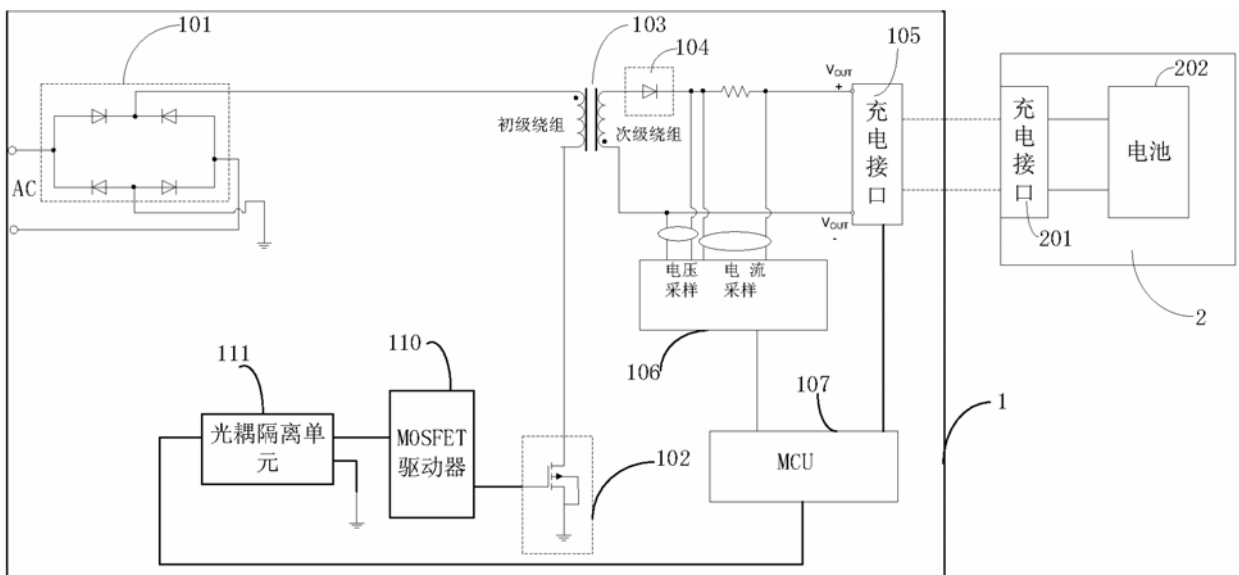 101
103
104
105
202
V_OUT
+
充电接口
充电接口
电池
初级绕组
次级绕组
AC
201
V_OUT
-
电压采样
电 流采样
2
110
111
106
107
1
光耦隔离单元
MOSFET
驱动器
102
MCU